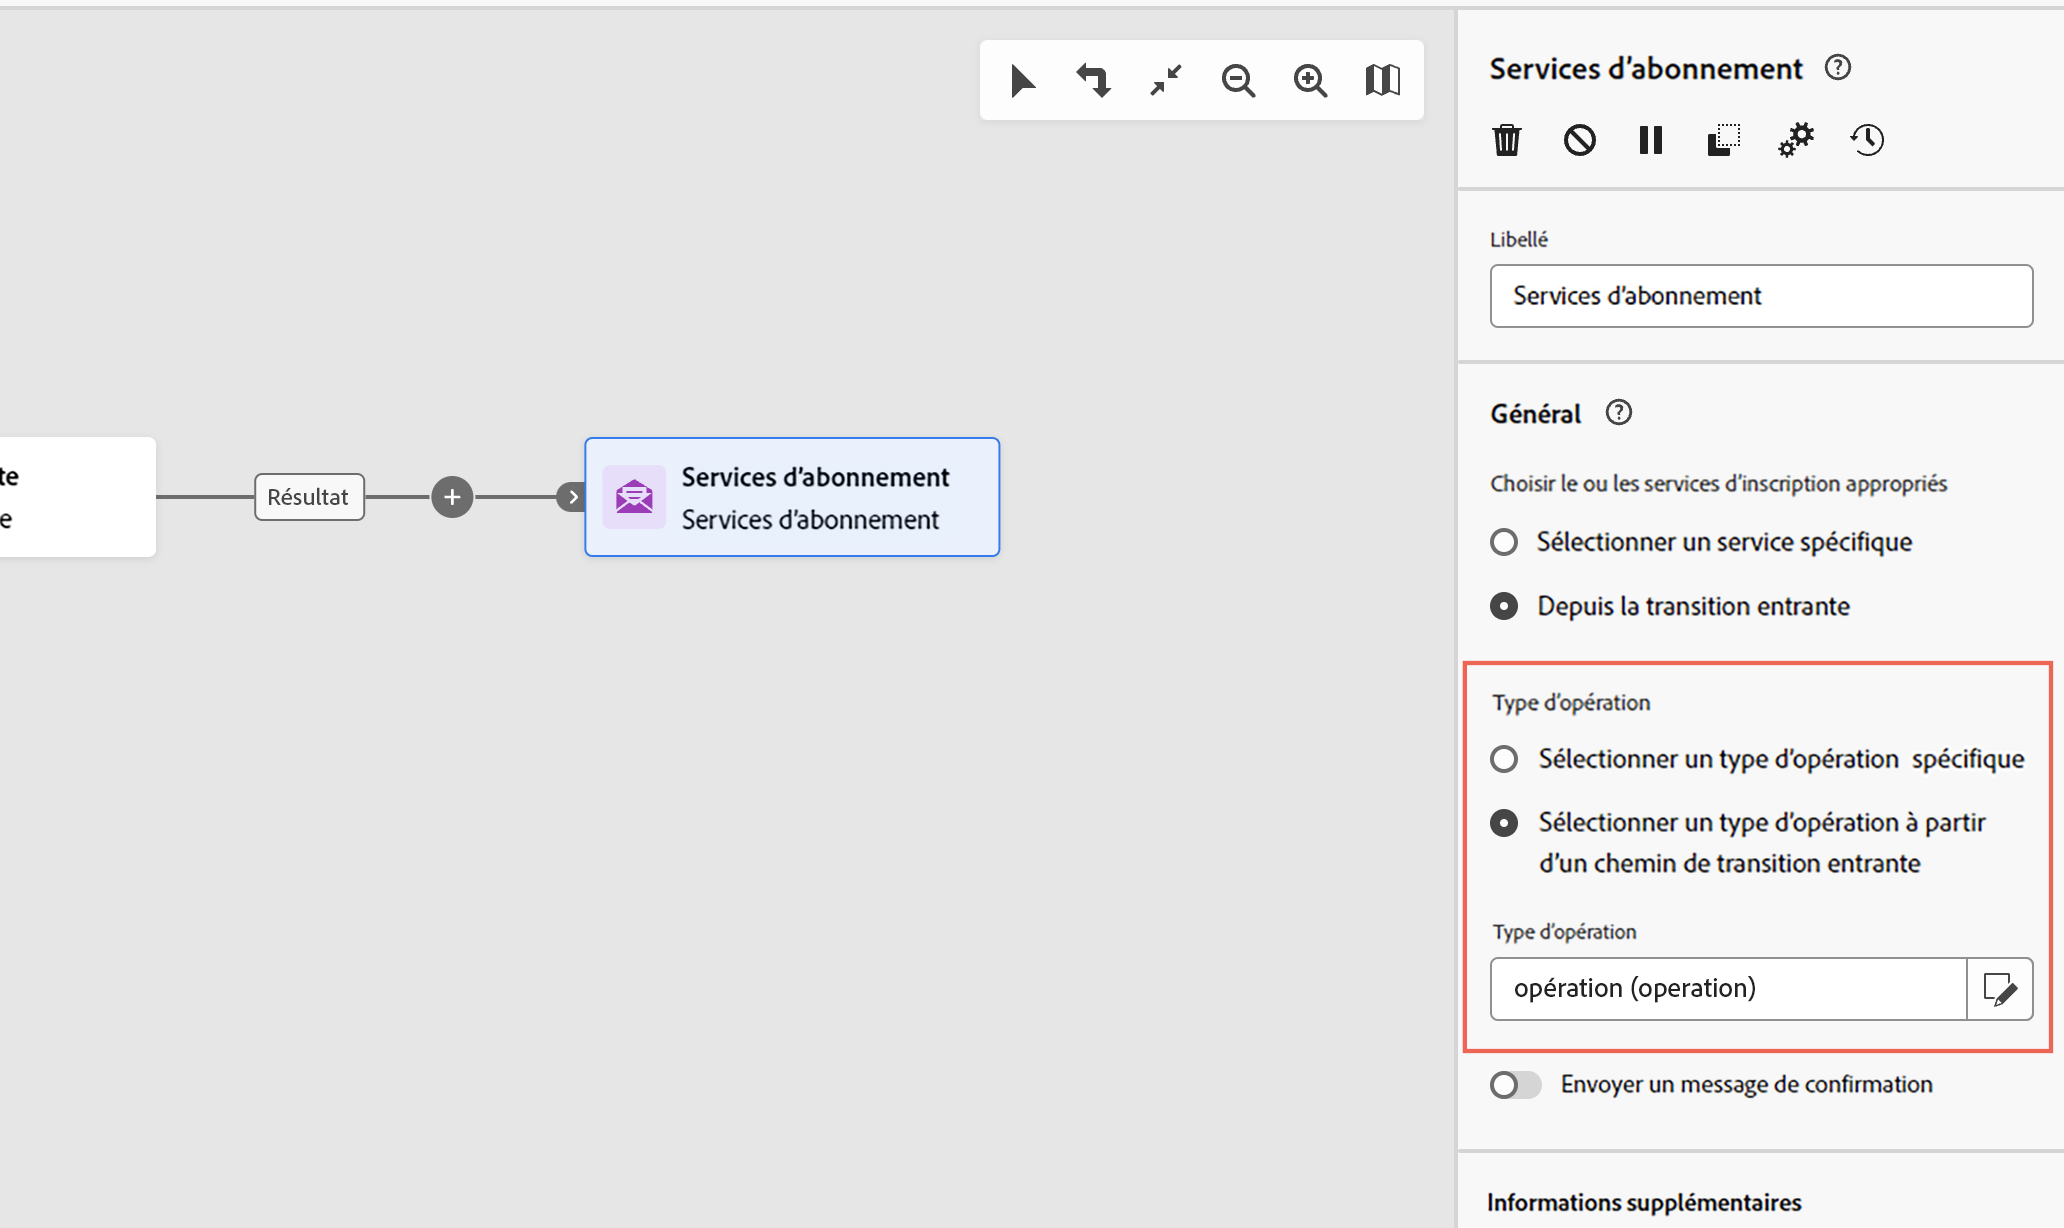 te
e
Résultat
Services d’abonnement
Services d’abonnement
Services d’abonnement
Libellé
Services d’abonnement
Général
Choisir le ou les services d’inscription appropriés
Sélectionner un service spécifique
Depuis la transition entrante
Type d’opération
Sélectionner un type d’opération spécifique
Sélectionner un type d’opération à partir
d’un chemin de transition entrante
Type d’opération
opération (operation)
Envoyer un message de confirmation
Informations supplémentaires